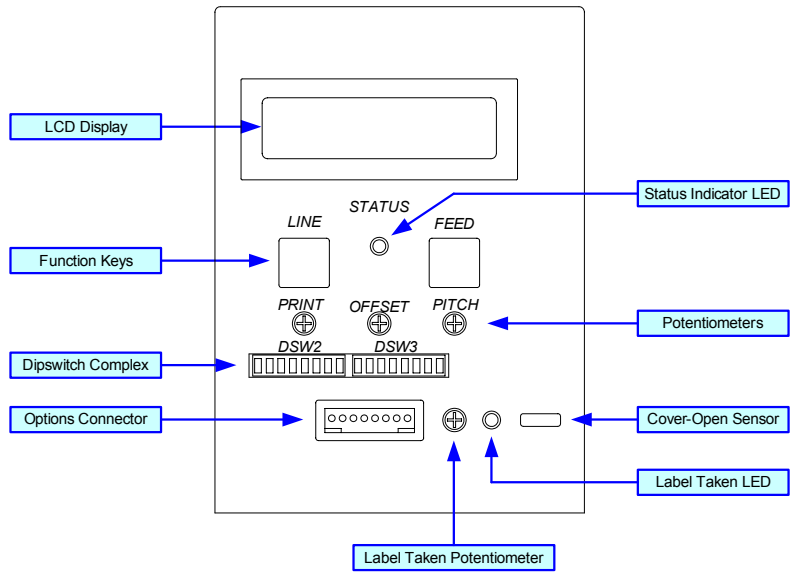 LCD Display
Status Indicator LED
STATUS
LINE
FEED
Function Keys
PRINT
OFFSET
PITCH
Potentiometers
DSW2
DSW3
Dipswitch Complex
Options Connector
Cover-Open Sensor
Label Taken LED
Label Taken Potentiometer